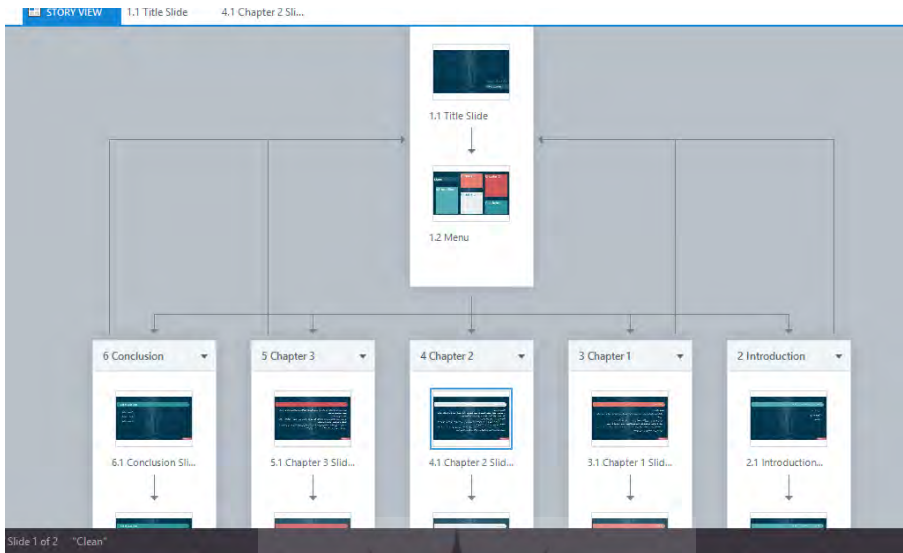 STORY VIEW
1.1 Title Slide
4.1 Chapter 2 Sli...
1.1 Title Slide
1.2 Menu
6 Conclusion
5 Chapter 3
4 Chapter 2
3 Chapter 1
2 Introduction
6.1 Conclusion Sli...
5.1 Chapter 3 Slid...
4.1 Chapter 2 Slid...
3.1 Chapter 1 Slid...
2.1 Introduction...
Slide 1 of 2 "Clean"